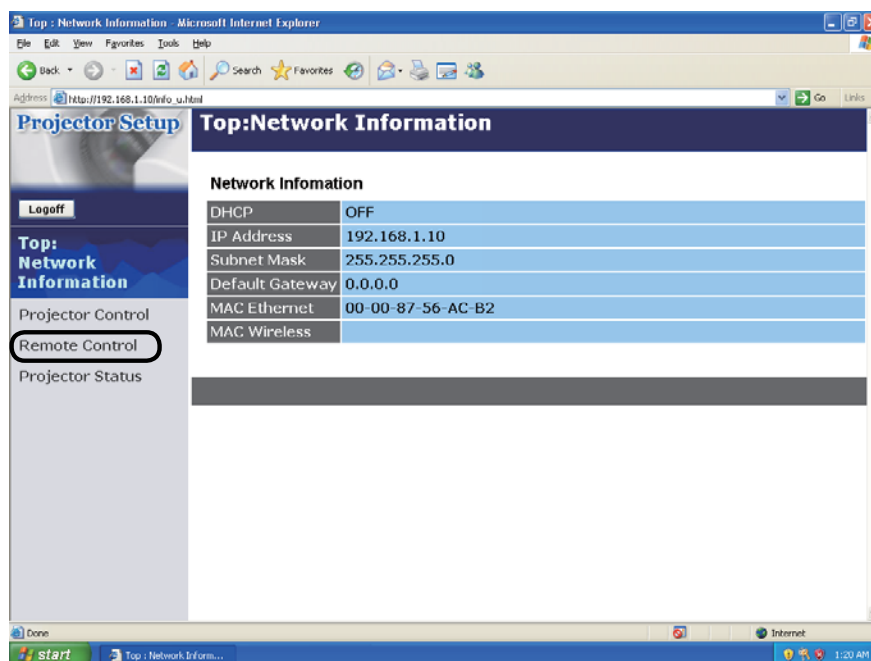 Top : Network Information - Microsoft Internet Explorer
File Edit View Favorites Tools Help
Back Search Favorites
Address http://192.168.1.10/info_u.html Go Links
Projector Setup
Top:Network Information
Network Infomation
Logoff
DHCP OFF
IP Address 192.168.1.10
Subnet Mask 255.255.255.0
Default Gateway 0.0.0.0
MAC Ethernet 00-00-87-56-AC-B2
MAC Wireless
Top:
Network
Information
Projector Control
Remote Control
Projector Status
Done Internet
start Top : Network Inform... 1:20 AM